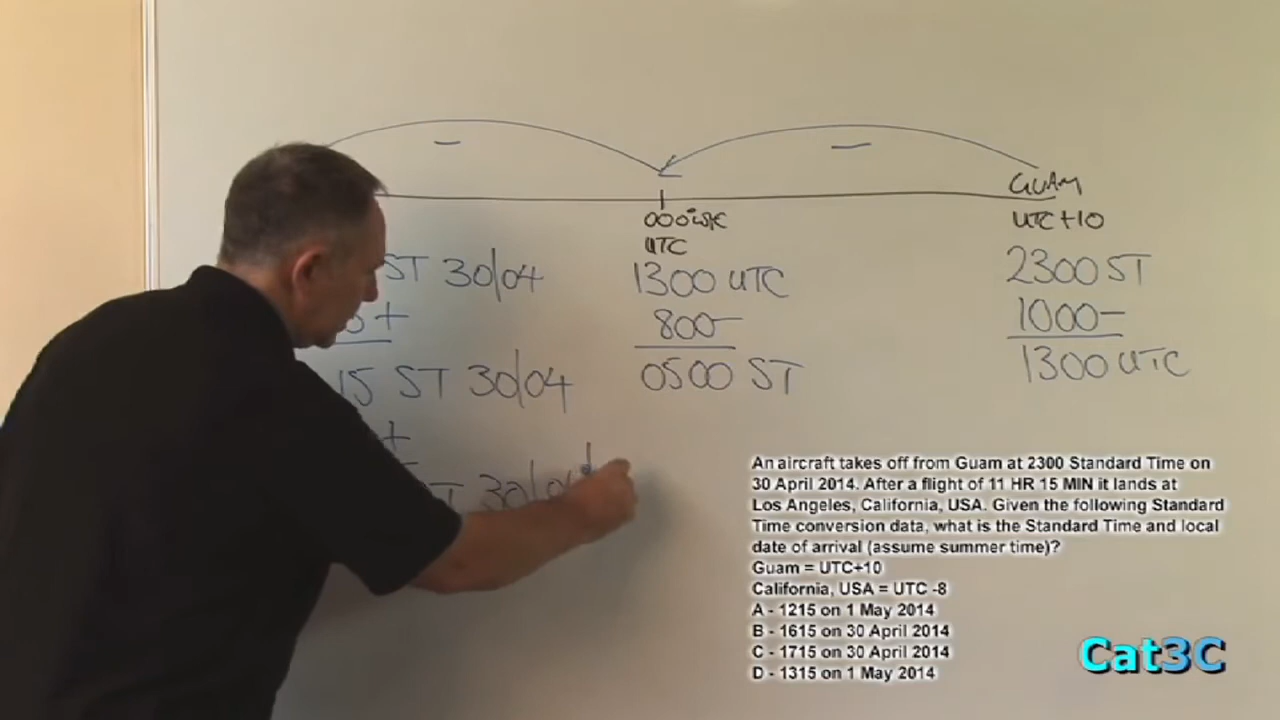 GUAM
000°E/W
UTC
UTC+10
ST 30/04
1300 UTC
2300 ST
+
800-
1000-
15 ST 30/04
0500 ST
1300 UTC
+
ST 30/04
An aircraft takes off from Guam at 2300 Standard Time on
30 April 2014. After a flight of 11 HR 15 MIN it lands at
Los Angeles, California, USA. Given the following Standard
Time conversion data, what is the Standard Time and local
date of arrival (assume summer time)?
Guam = UTC+10
California, USA = UTC -8
A - 1215 on 1 May 2014
B - 1615 on 30 April 2014
C - 1715 on 30 April 2014
D - 1315 on 1 May 2014
Cat3C